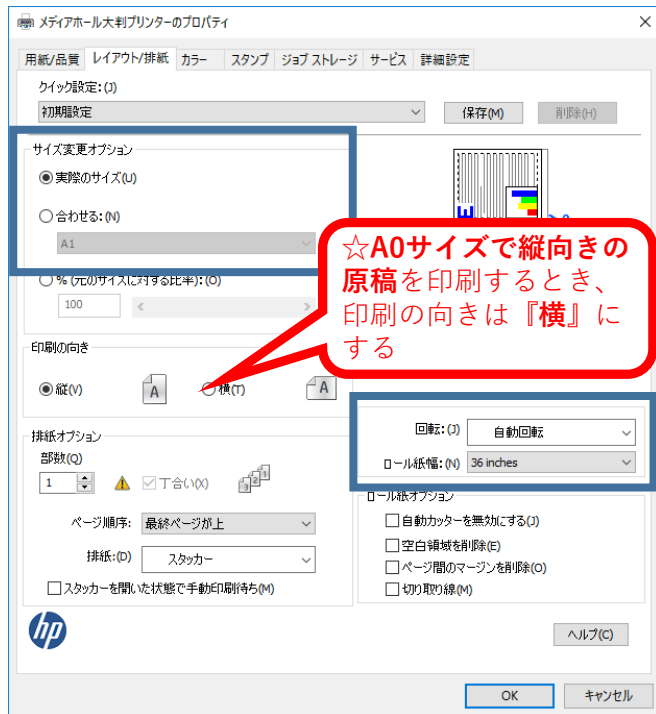 メディアホール大判プリンターのプロパティ
用紙/品質 レイアウト/排紙 カラー スタンプ ジョブ ストレージ サービス 詳細設定
クイック設定:(J)
初期設定 保存(M) 削除(H)
サイズ変更オプション
実際のサイズ(U)
合わせる:(N)
A1
% (元のサイズに対する比率):(O)
100
☆A0サイズで縦向きの
原稿を印刷するとき、
印刷の向きは『横』に
する
印刷の向き
縦(V) A 横(T) A
回転:(J) 自動回転
ロール紙幅:(N) 36 inches
排紙オプション
部数(Q)
1 丁合い(X) 1 2 3
ページ順序: 最終ページが上
排紙:(D) スタッカー
スタッカーを開いた状態で手動印刷待ち(M)
ロール紙オプション
自動カッターを無効にする(J)
空白領域を削除(E)
ページ間のマージンを削除(O)
切り取り線(M)
hp
ヘルプ(C)
OK キャンセル